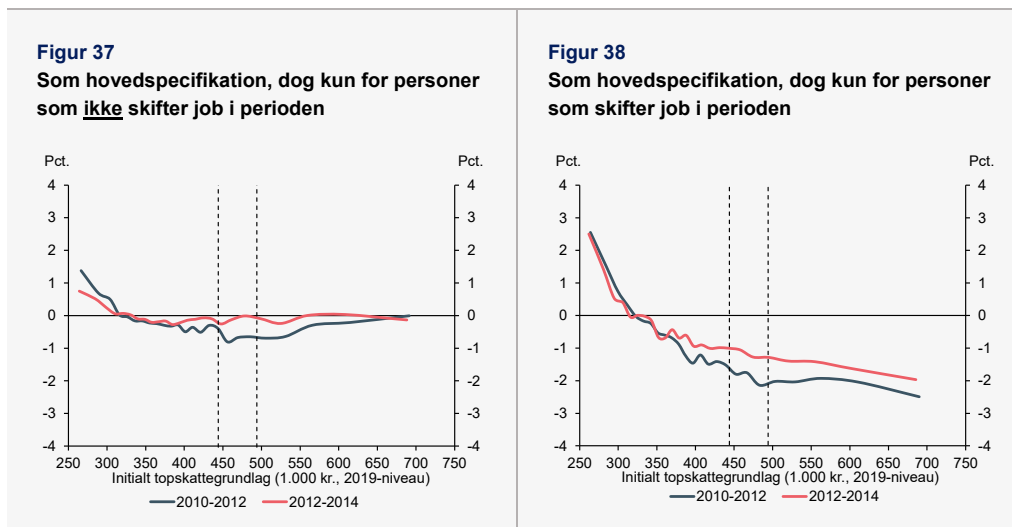 Figur 37
Som hovedspecifikation, dog kun for personer
som ikke skifter job i perioden
Pct. Pct.
4 4
3 3
2 2
1 1
0 0
-1 -1
-2 -2
-3 -3
-4 -4
250 300 350 400 450 500 550 600 650 700 750
Initialt topskattegrundlag (1.000 kr., 2019-niveau)
2010-2012 2012-2014
Figur 38
Som hovedspecifikation, dog kun for personer
som skifter job i perioden
Pct. Pct.
4 4
3 3
2 2
1 1
0 0
-1 -1
-2 -2
-3 -3
-4 -4
250 300 350 400 450 500 550 600 650 700 750
Initialt topskattegrundlag (1.000 kr., 2019-niveau)
2010-2012 2012-2014